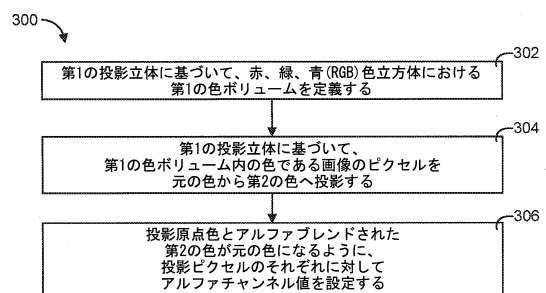 300
302
第1の投影立体に基づいて、赤、緑、青(RGB)色立方体における
第1の色ボリュームを定義する
304
第1の投影立体に基づいて、
第1の色ボリューム内の色である画像のピクセルを
元の色から第2の色へ投影する
306
投影原点色とアルファブレンドされた
第2の色が元の色になるように、
投影ピクセルのそれぞれに対して
アルファチャンネル値を設定する